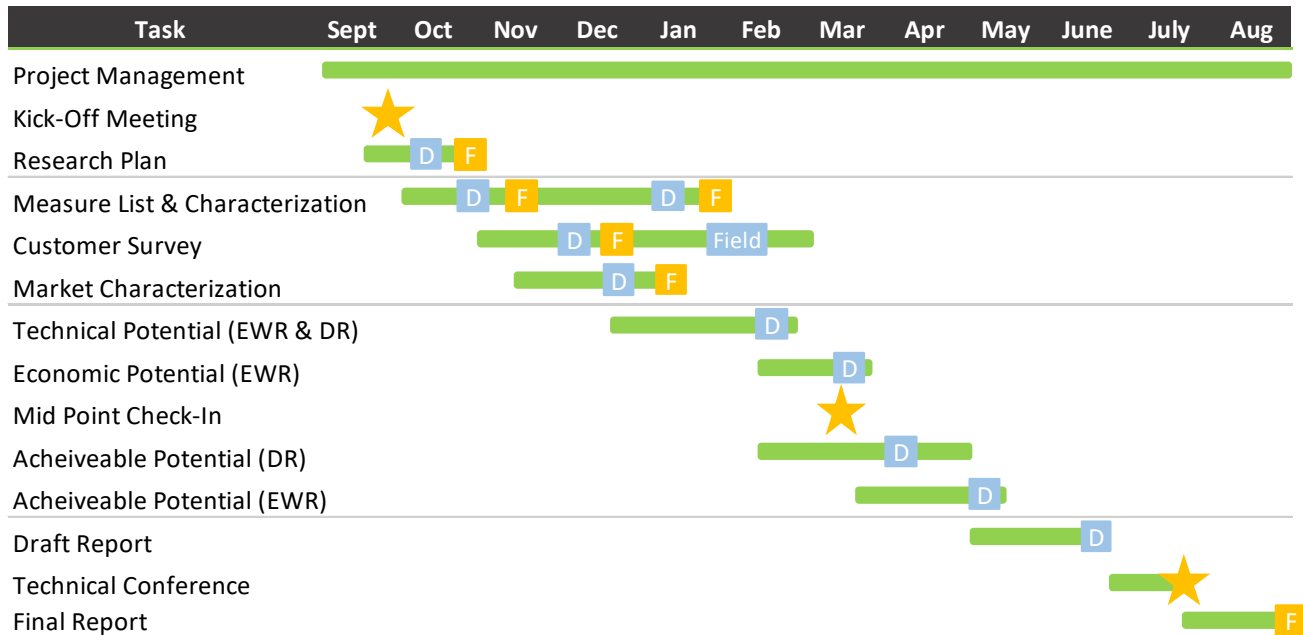 Task Sept Oct Nov Dec Jan Feb Mar Apr May June July Aug
Project Management
Kick-Off Meeting
Research Plan D F
Measure List & Characterization D F D F
Customer Survey D F Field
Market Characterization D F
Technical Potential (EWR & DR) D
Economic Potential (EWR) D
Mid Point Check-In
Acheiveable Potential (DR) D
Acheiveable Potential (EWR) D
Draft Report D
Technical Conference
Final Report F